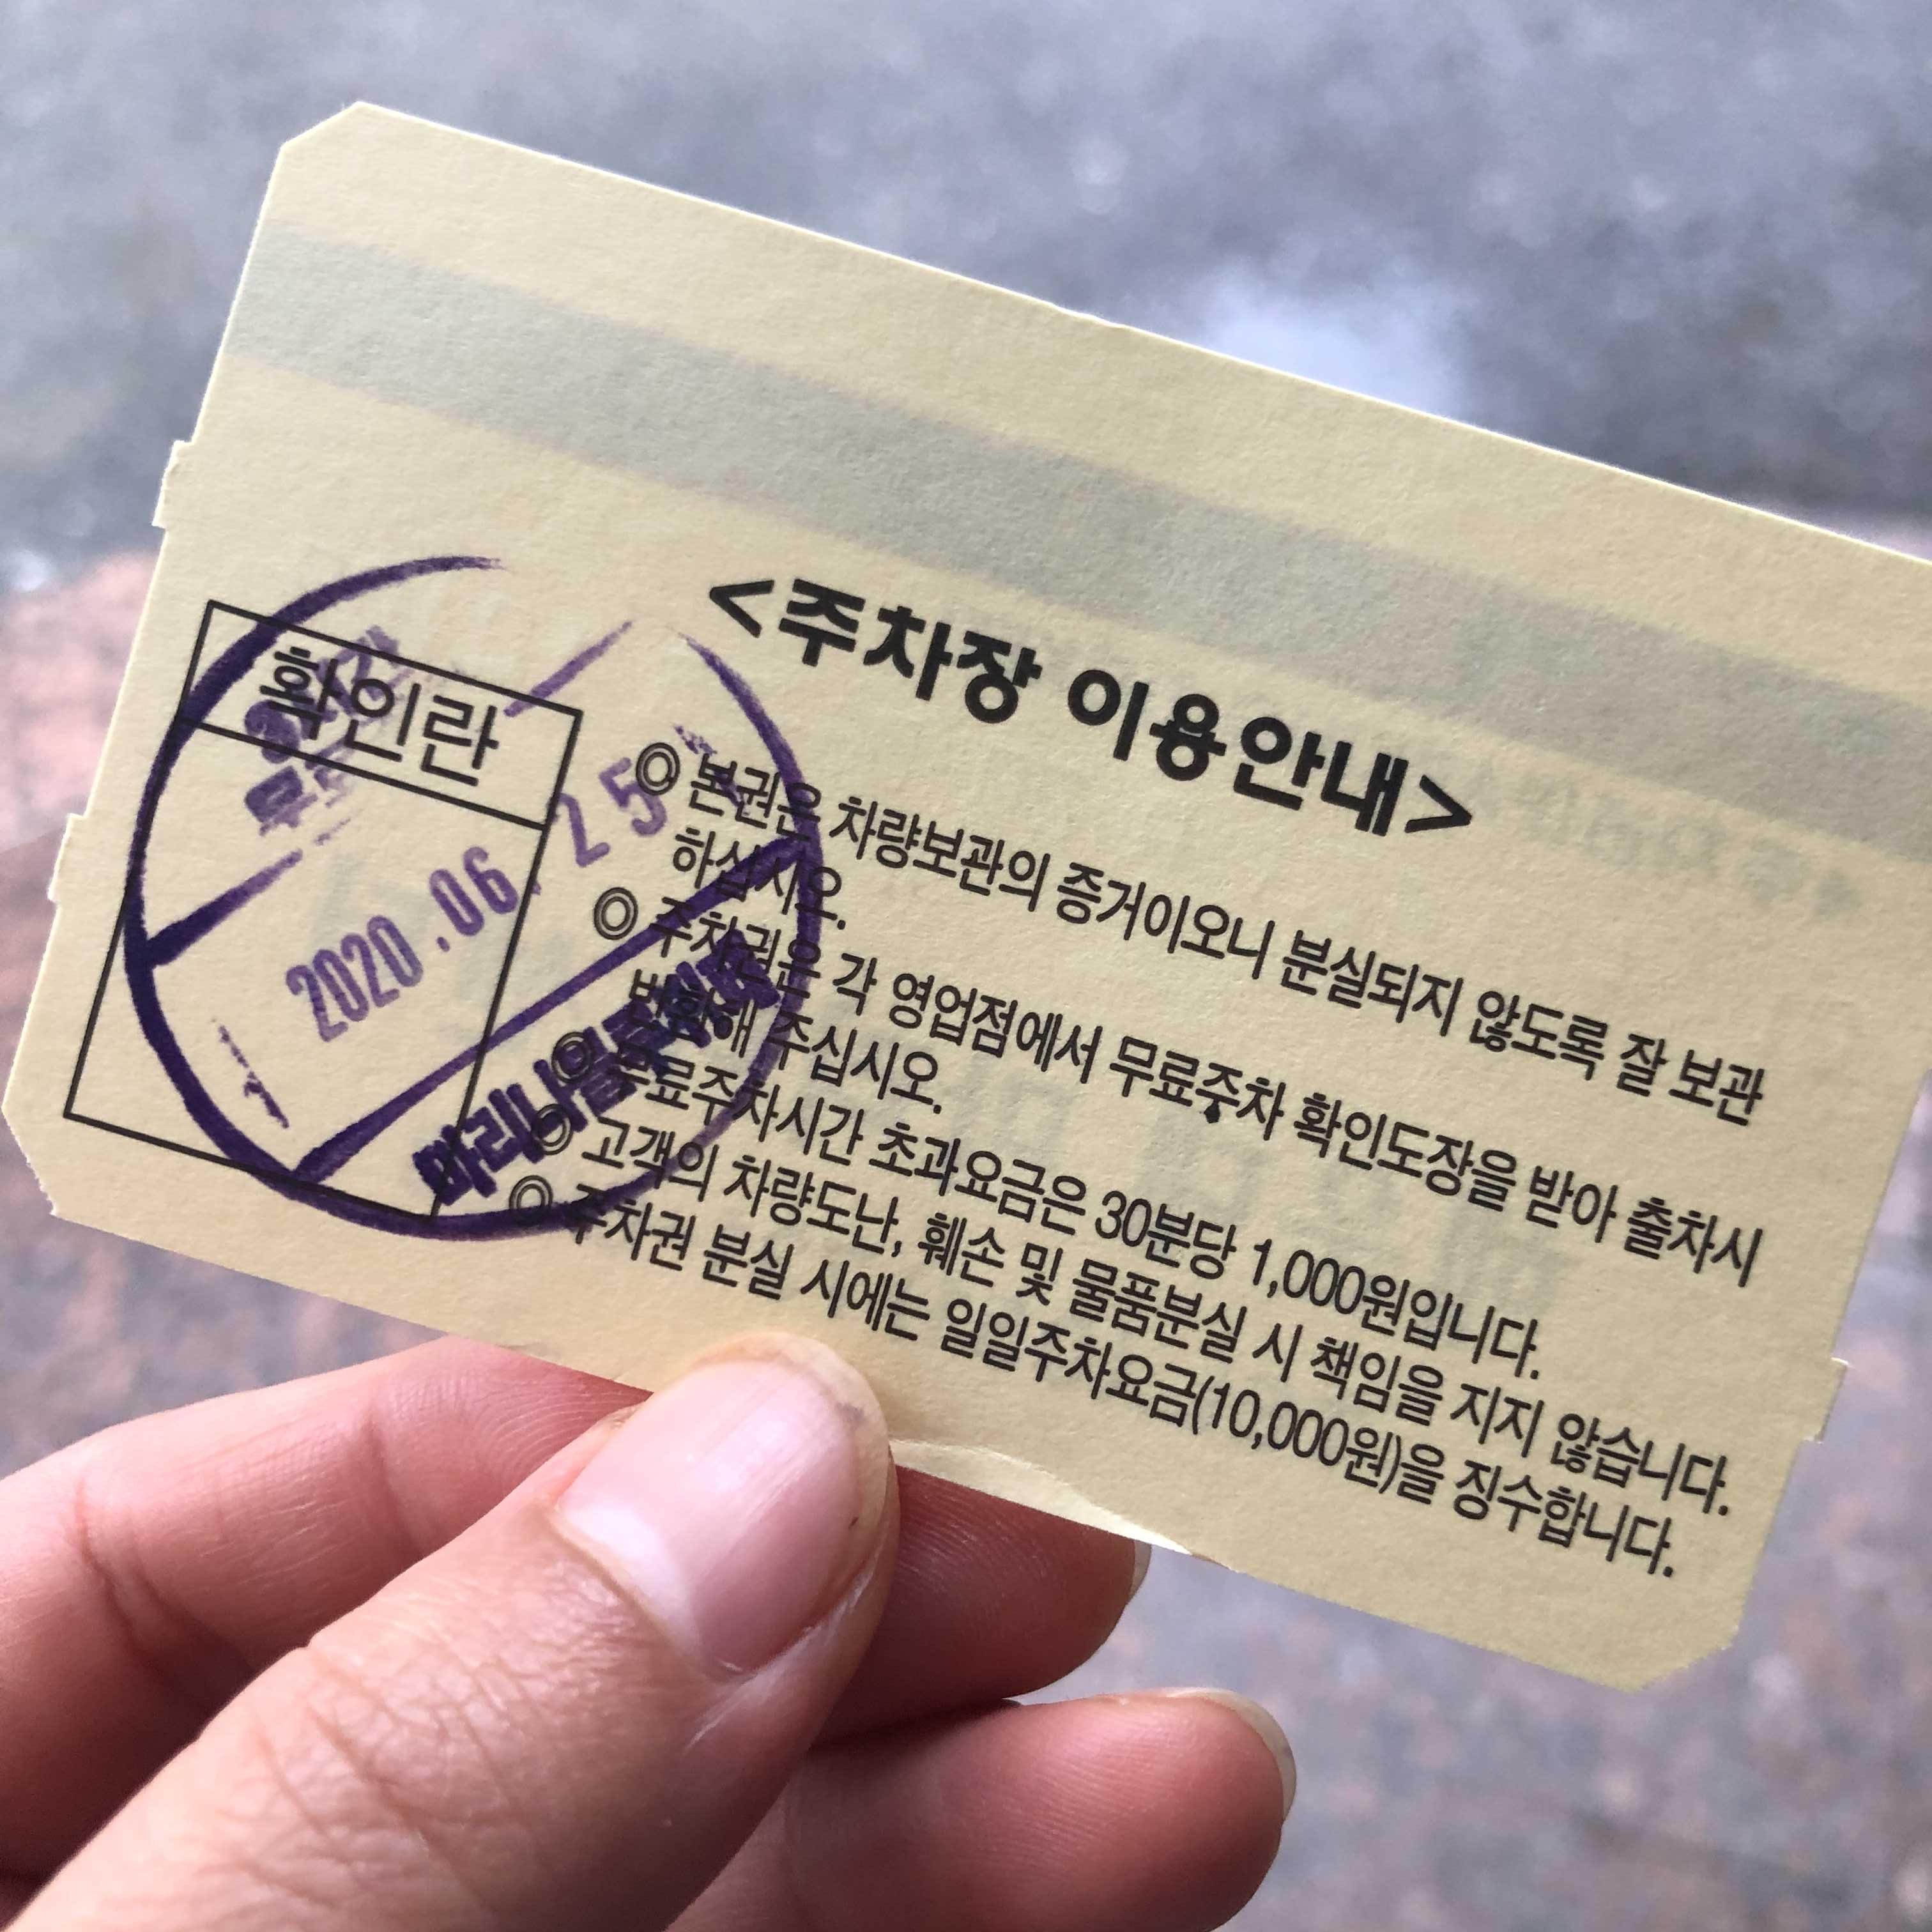 <주차장 이용안내>
확인란
◎ 본권은 차량보관의 증거이오니 분실되지 않도록 잘 보관
하십시오.
◎ 주차권은 각 영업점에서 무료주차 확인도장을 받아 출차시
반환해 주십시오.
◎ 무료주차시간 초과요금은 30분당 1,000원입니다.
◎ 고객의 차량도난, 훼손 및 물품분실 시 책임을 지지 않습니다.
◎ 주차권 분실 시에는 일일주차요금(10,000원)을 징수합니다.
2020.06.25